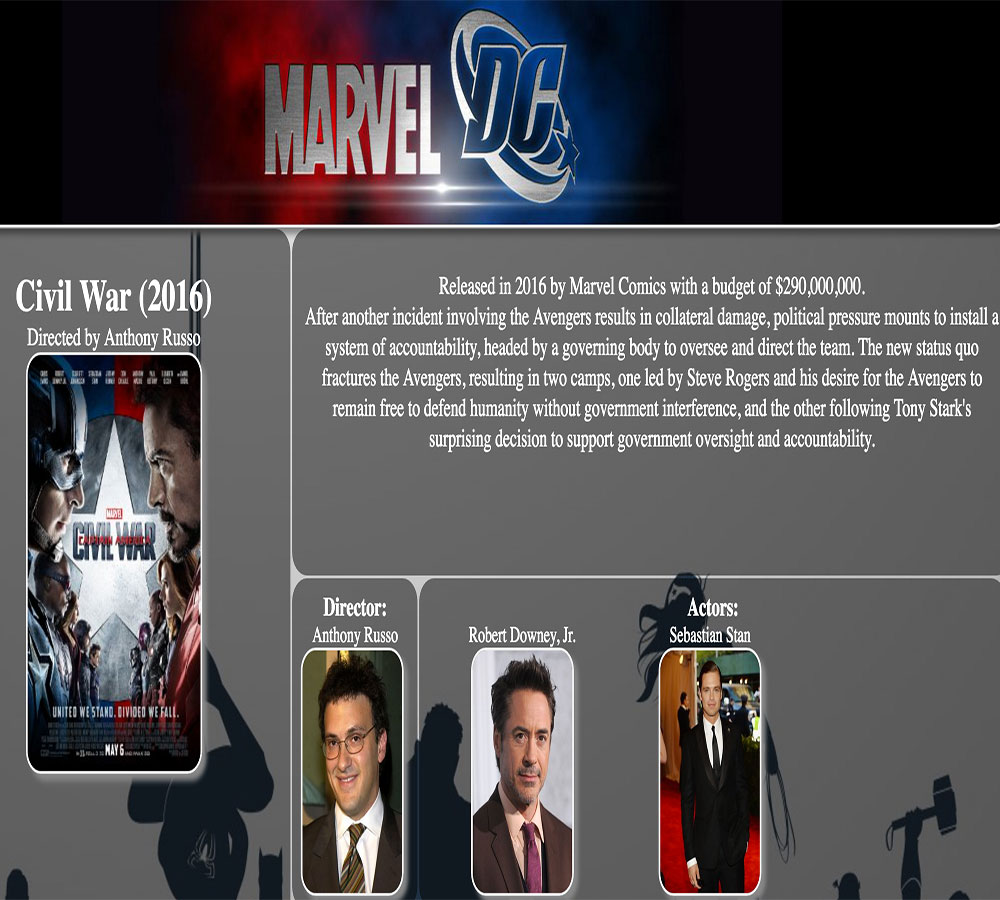 MARVEL DC
Civil War (2016)
Directed by Anthony Russo
MARVEL
CAPTAIN AMERICA
CIVIL WAR
UNITED WE STAND. DIVIDED WE FALL.
MAY 6
Released in 2016 by Marvel Comics with a budget of $290,000,000.
After another incident involving the Avengers results in collateral damage, political pressure mounts to install a
system of accountability, headed by a governing body to oversee and direct the team. The new status quo
fractures the Avengers, resulting in two camps, one led by Steve Rogers and his desire for the Avengers to
remain free to defend humanity without government interference, and the other following Tony Stark's
surprising decision to support government oversight and accountability.
Director:
Anthony Russo
Actors:
Robert Downey, Jr.
Sebastian Stan